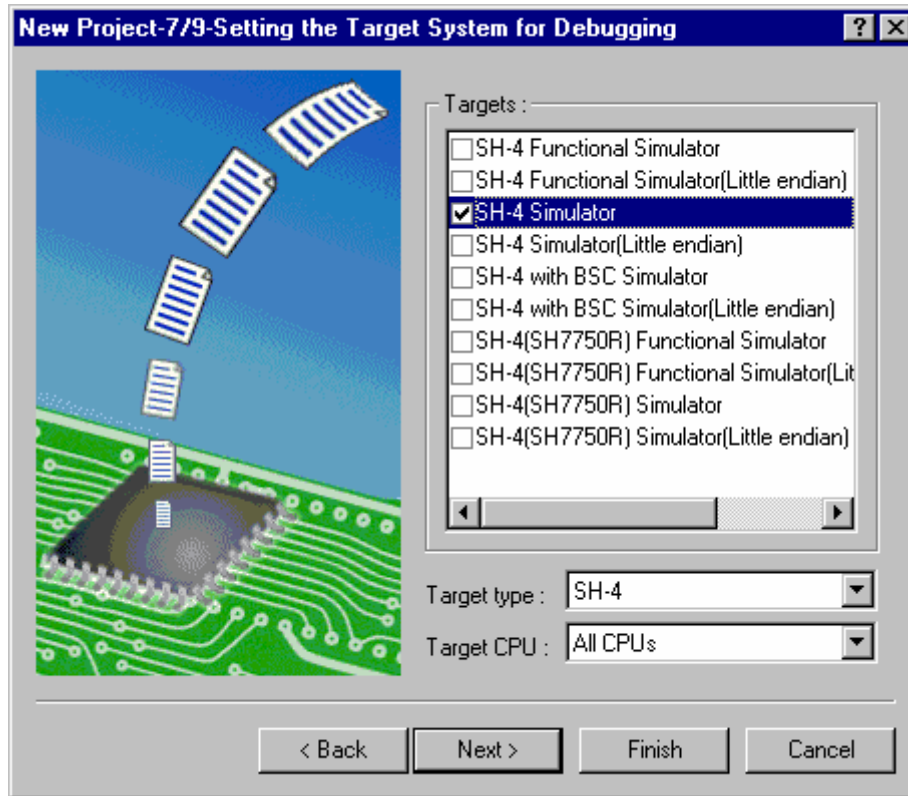 New Project-7/9-Setting the Target System for Debugging
Targets :
SH-4 Functional Simulator
SH-4 Functional Simulator(Little endian)
SH-4 Simulator
SH-4 Simulator(Little endian)
SH-4 with BSC Simulator
SH-4 with BSC Simulator(Little endian)
SH-4(SH7750R) Functional Simulator
SH-4(SH7750R) Functional Simulator(Lit
SH-4(SH7750R) Simulator
SH-4(SH7750R) Simulator(Little endian)
Target type : SH-4
Target CPU : All CPUs
< Back Next > Finish Cancel